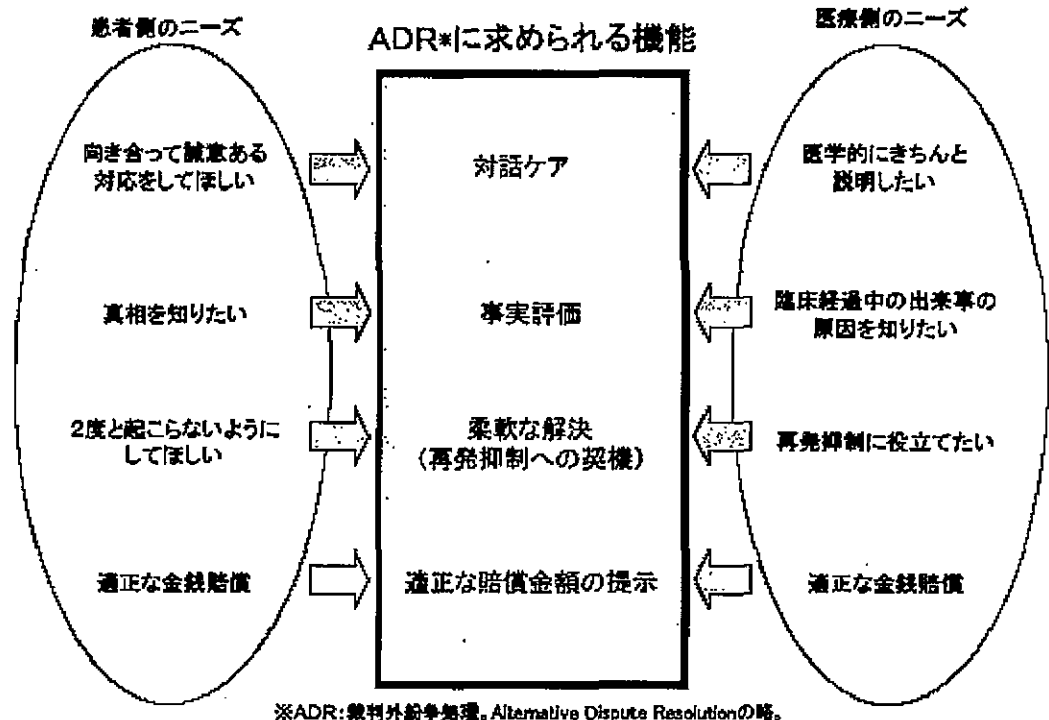 患者側のニーズ
ADR*に求められる機能
医療側のニーズ
向き合って誠意ある
対応をしてほしい
対話ケア
医学的にきちんと
説明したい
真相を知りたい
事実評価
臨床経過中の出来事の
原因を知りたい
2度と起こらないように
してほしい
柔軟な解決
(再発抑制への契機)
再発抑制に役立てたい
適正な金銭賠償
適正な賠償金額の提示
適正な金銭賠償
※ADR:裁判外紛争処理。Alternative Dispute Resolutionの略。